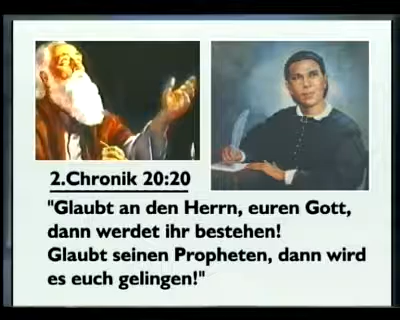 2.Chronik 20:20
"Glaubt an den Herrn, euren Gott,
dann werdet ihr bestehen!
Glaubt seinen Propheten, dann wird
es euch gelingen!"